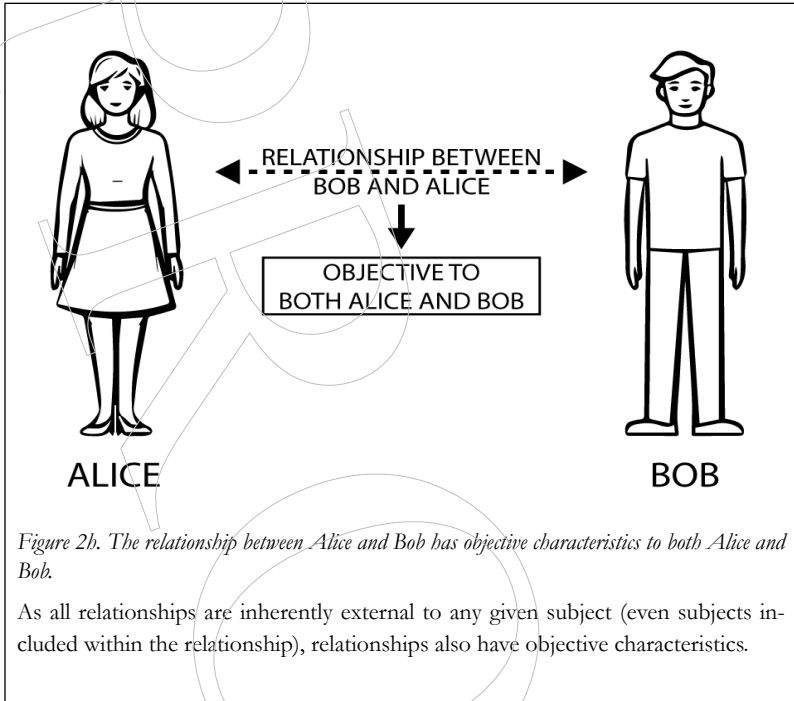 RELATIONSHIP BETWEEN
BOB AND ALICE
OBJECTIVE TO
BOTH ALICE AND BOB
ALICE
BOB
Figure 2h. The relationship between Alice and Bob has objective characteristics to both Alice and
Bob.
As all relationships are inherently external to any given subject (even subjects in-
cluded within the relationship), relationships also have objective characteristics.